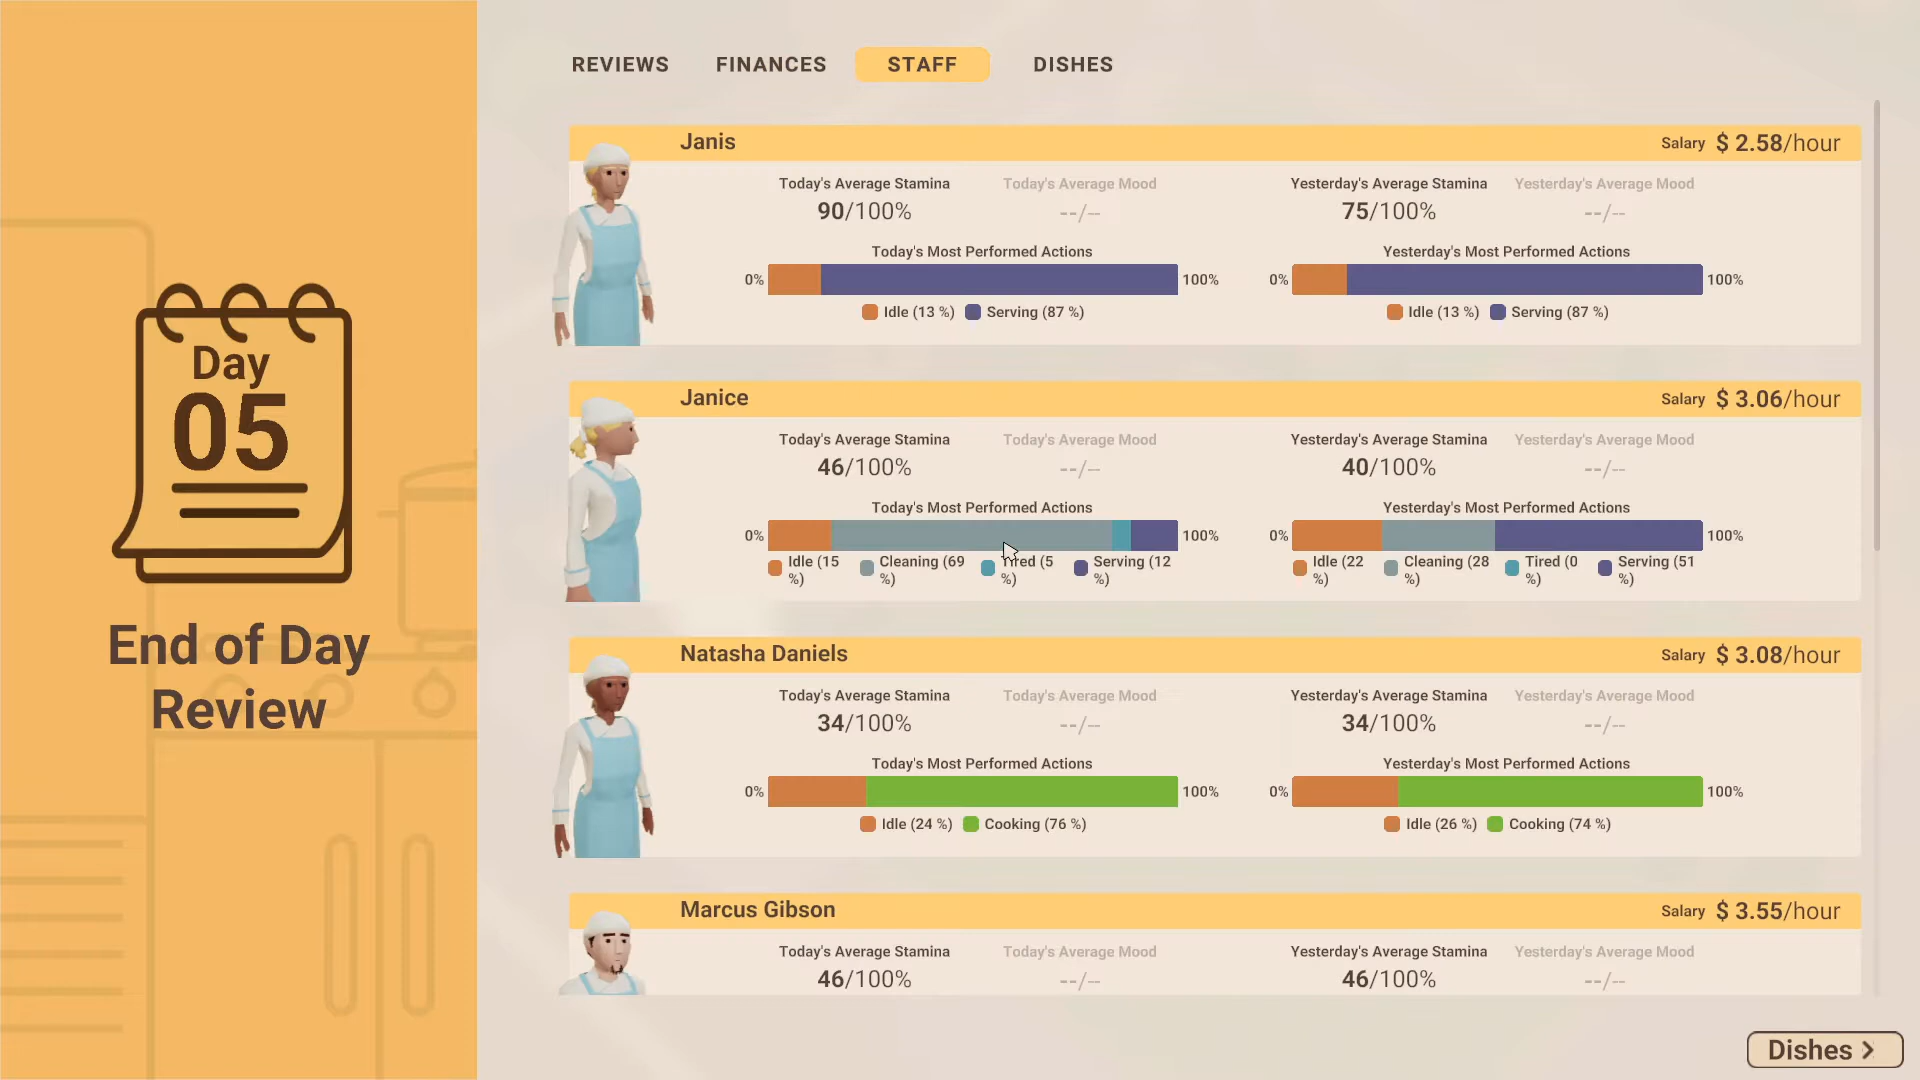 REVIEWS FINANCES STAFF DISHES
Day
05
End of Day
Review
Janis Salary $ 2.58/hour
Today's Average Stamina Today's Average Mood Yesterday's Average Stamina Yesterday's Average Mood
90/100% --/-- 75/100% --/--
Today's Most Performed Actions Yesterday's Most Performed Actions
0% 100% 0% 100%
Idle (13 %) Serving (87 %) Idle (13 %) Serving (87 %)
Janice Salary $ 3.06/hour
Today's Average Stamina Today's Average Mood Yesterday's Average Stamina Yesterday's Average Mood
46/100% --/-- 40/100% --/--
Today's Most Performed Actions Yesterday's Most Performed Actions
0% 100% 0% 100%
Idle (15 Cleaning (69 Tired (5 Serving (12 Idle (22 Cleaning (28 Tired (0 Serving (51
%) %) %) %) %) %) %) %)
Natasha Daniels Salary $ 3.08/hour
Today's Average Stamina Today's Average Mood Yesterday's Average Stamina Yesterday's Average Mood
34/100% --/-- 34/100% --/--
Today's Most Performed Actions Yesterday's Most Performed Actions
0% 100% 0% 100%
Idle (24 %) Cooking (76 %) Idle (26 %) Cooking (74 %)
Marcus Gibson Salary $ 3.55/hour
Today's Average Stamina Today's Average Mood Yesterday's Average Stamina Yesterday's Average Mood
46/100% --/-- 46/100% --/--
Dishes >